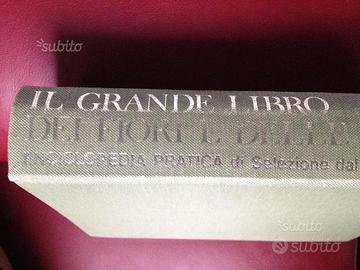 subito
IL GRANDE LIBRO
DEI FIORI E DELLE
ENCICLOPEDIA PRATICA di Selezione dal
subito
subito